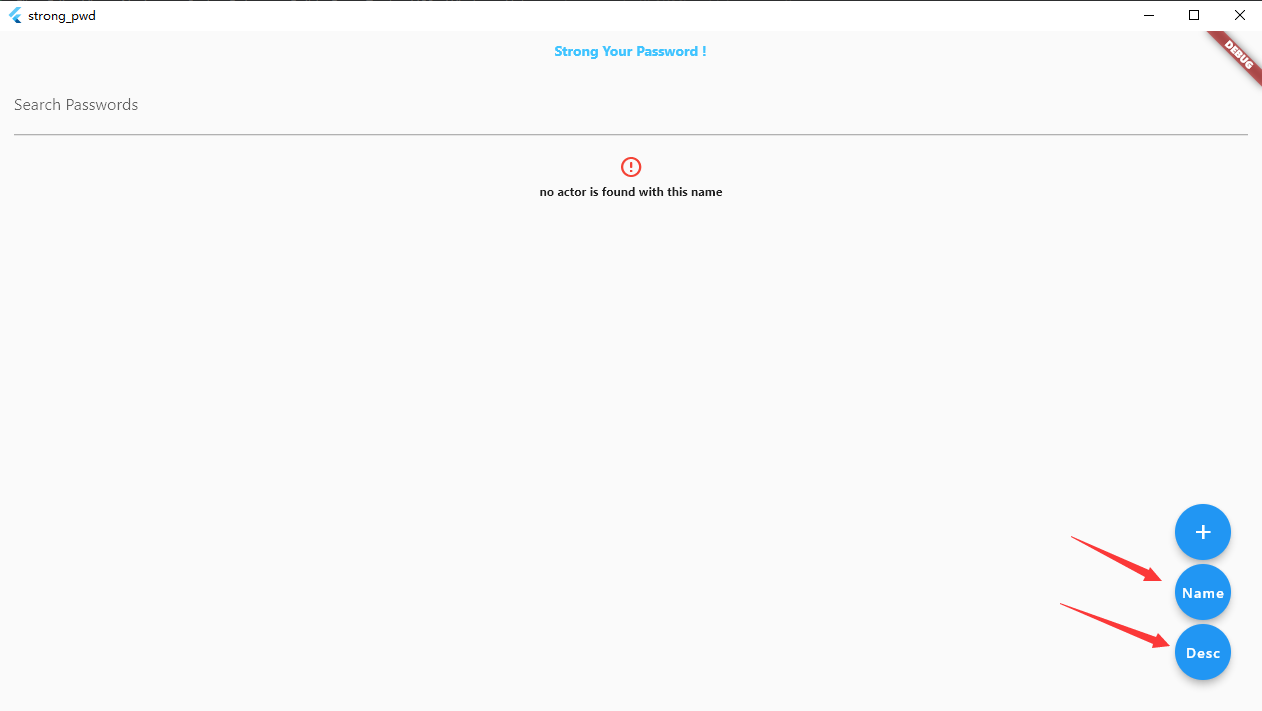 strong_pwd
Strong Your Password !
DEBUG
Search Passwords
no actor is found with this name
Name
Desc